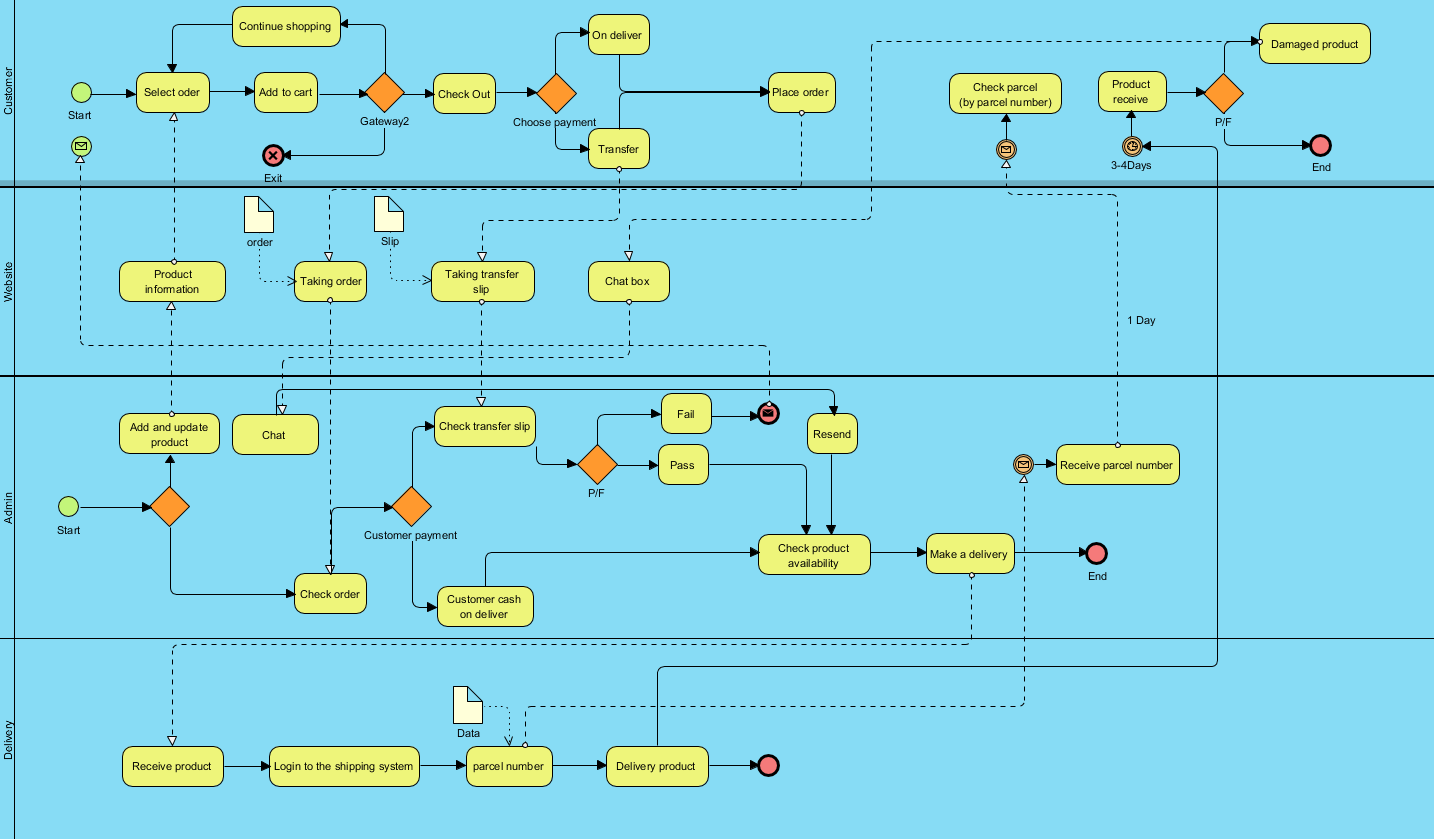 Customer
Continue shopping
On deliver
Damaged product
Start
Select oder
Add to cart
Gateway2
Check Out
Choose payment
Place order
Check parcel
(by parcel number)
Product
receive
P/F
Transfer
Exit
3-4Days
End
Website
order
Slip
Product
information
Taking order
Taking transfer
slip
Chat box
1 Day
Admin
Add and update
product
Chat
Check transfer slip
Fail
Resend
Pass
P/F
Receive parcel number
Start
Customer payment
Check product
availability
Make a delivery
End
Check order
Customer cash
on deliver
Delivery
Data
Receive product
Login to the shipping system
parcel number
Delivery product